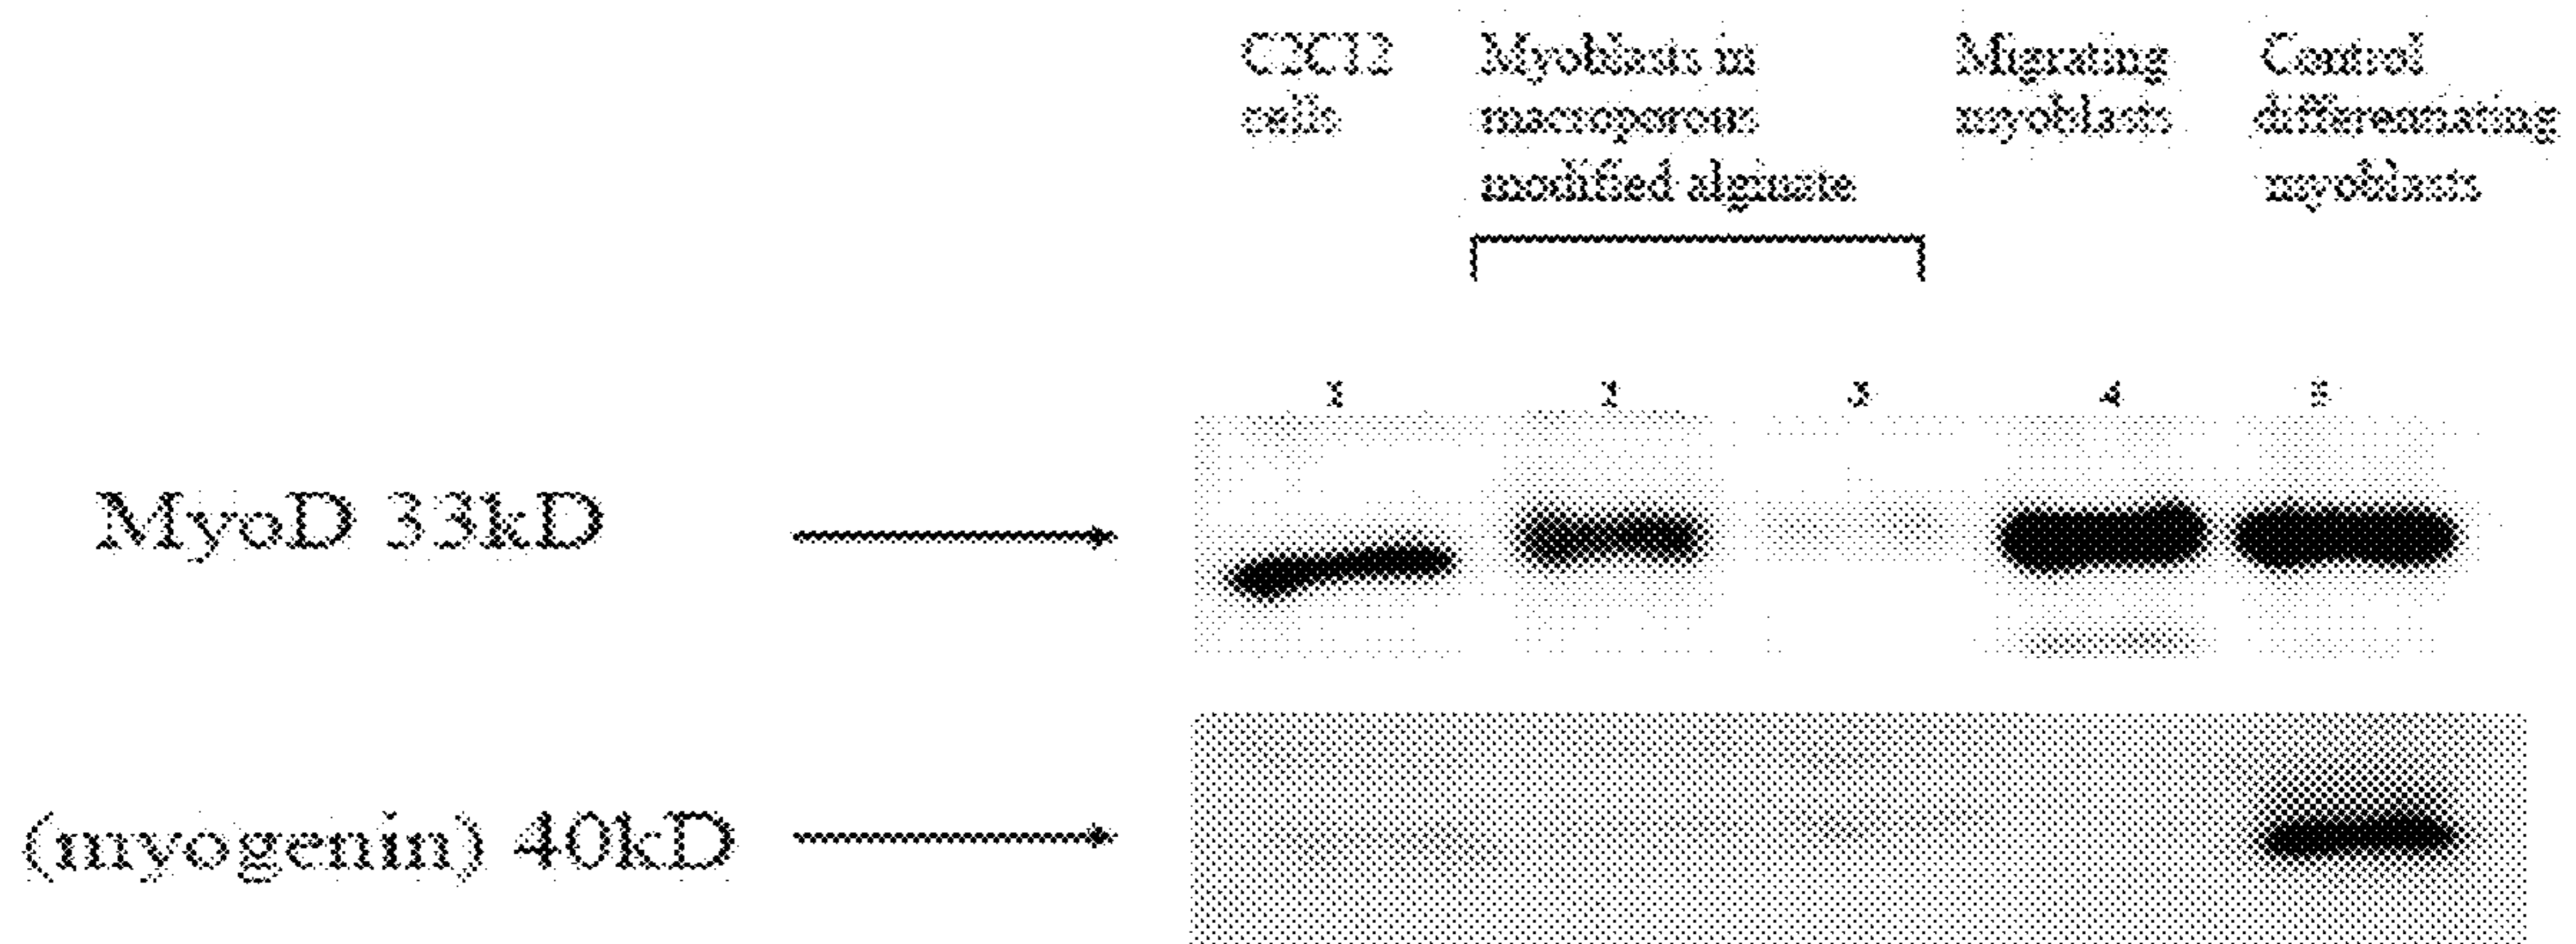 C2C12
cells
Myoblasts in
macroporous
modified alginate
Migrating
myoblasts
Control
differentiating
myoblasts
1 2 3 4 5
MyoD 33kD
(myogenin) 40kD